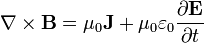 ∇ × B = μ₀J + μ₀ε₀ ∂E/∂t